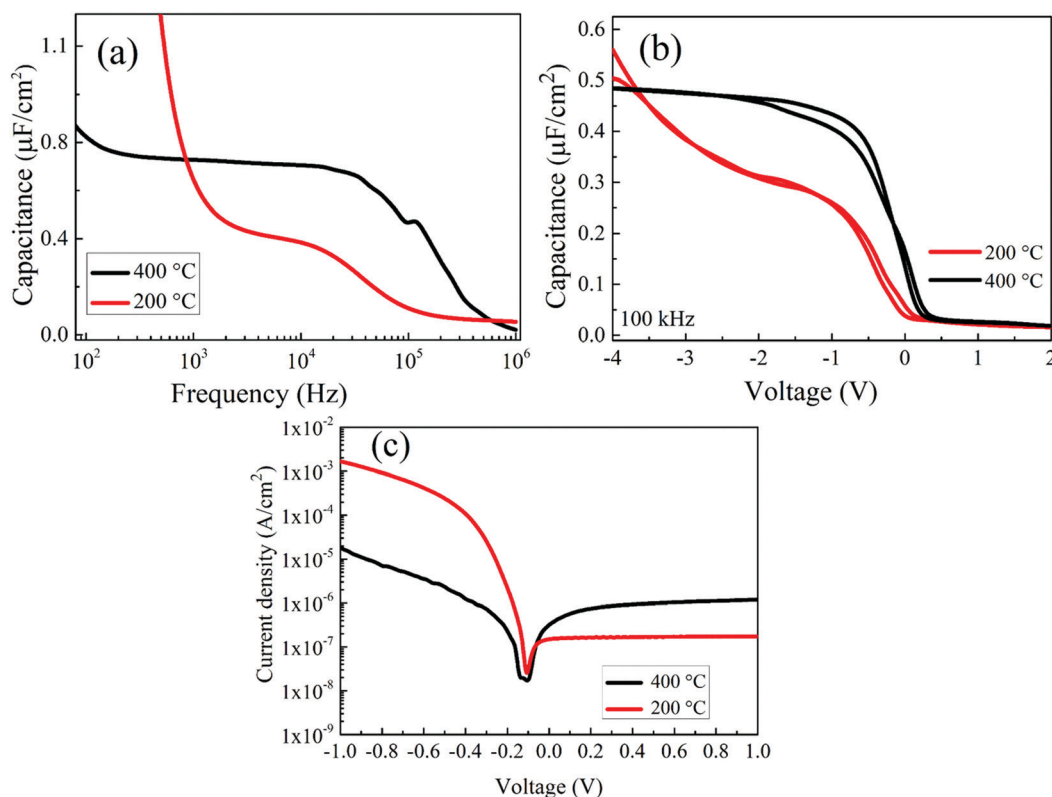 (a)
Capacitance (µF/cm²)
1.1
0.8
0.4
0.0
400 °C
200 °C
10² 10³ 10⁴ 10⁵ 10⁶
Frequency (Hz)
(b)
Capacitance (µF/cm²)
0.6
0.5
0.4
0.3
0.2
0.1
0.0
200 °C
400 °C
100 kHz
-4 -3 -2 -1 0 1 2
Voltage (V)
(c)
Current density (A/cm²)
1x10⁻²
1x10⁻³
1x10⁻⁴
1x10⁻⁵
1x10⁻⁶
1x10⁻⁷
1x10⁻⁸
1x10⁻⁹
400 °C
200 °C
-1.0 -0.8 -0.6 -0.4 -0.2 0.0 0.2 0.4 0.6 0.8 1.0
Voltage (V)